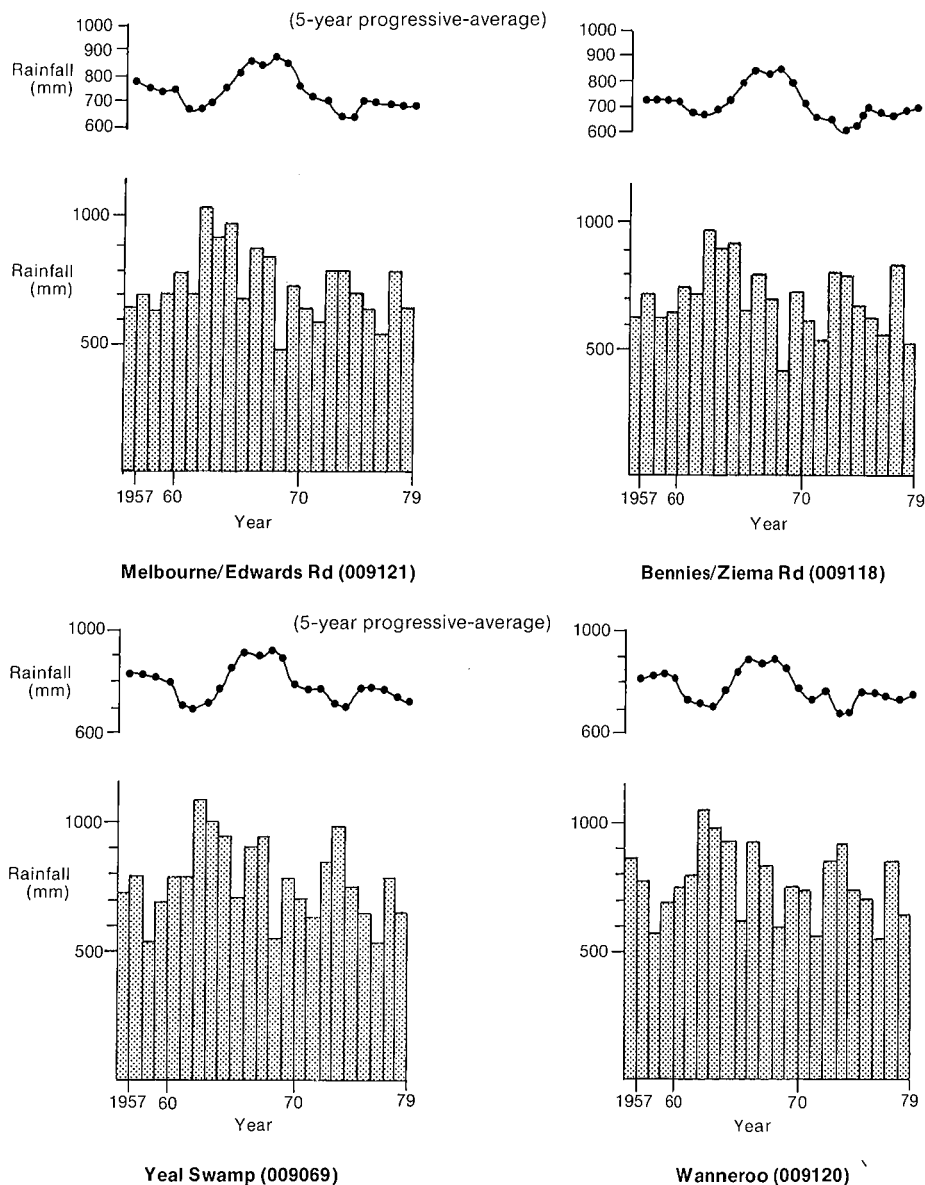 (5-year progressive-average)
1000
900
800
700
600
Rainfall
(mm)
1000
900
800
700
600
1000
500
Rainfall
(mm)
1957 60 70 79
Year
1000
500
1957 60 70 79
Year
Melbourne/Edwards Rd (009121)
Bennies/Ziema Rd (009118)
(5-year progressive-average)
1000
600
Rainfall
(mm)
1000
600
1000
500
Rainfall
(mm)
1957 60 70 79
Year
1000
500
1957 60 70 79
Year
Yeal Swamp (009069)
Wanneroo (009120)